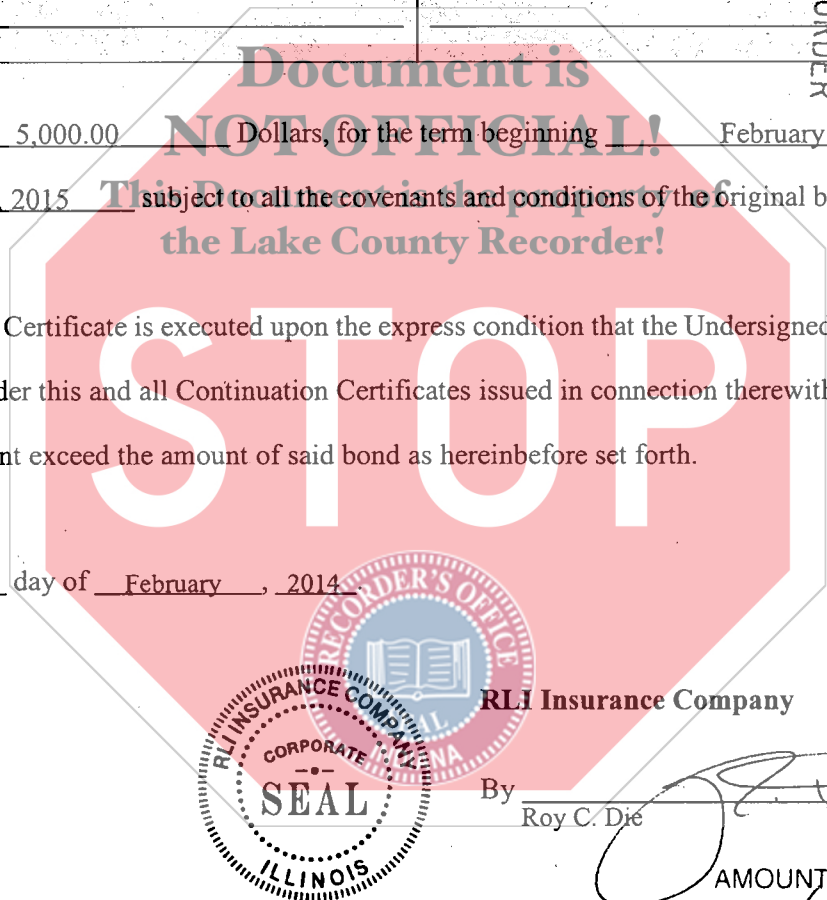 ORDER
Document is
NOT OFFICIAL!
5,000.00 Dollars, for the term beginning February
This Document is the property of
2015 subject to all the covenants and conditions of the original b
the Lake County Recorder!
STOP
Certificate is executed upon the express condition that the Undersigned
der this and all Continuation Certificates issued in connection therewith
nt exceed the amount of said bond as hereinbefore set forth.
day of February, 2014.
RECORDER'S OFFICE
SEAL
INDIANA
RLI INSURANCE COMPANY
CORPORATE
SEAL
ILLINOIS
RLI Insurance Company
By
Roy C. Die
AMOUNT